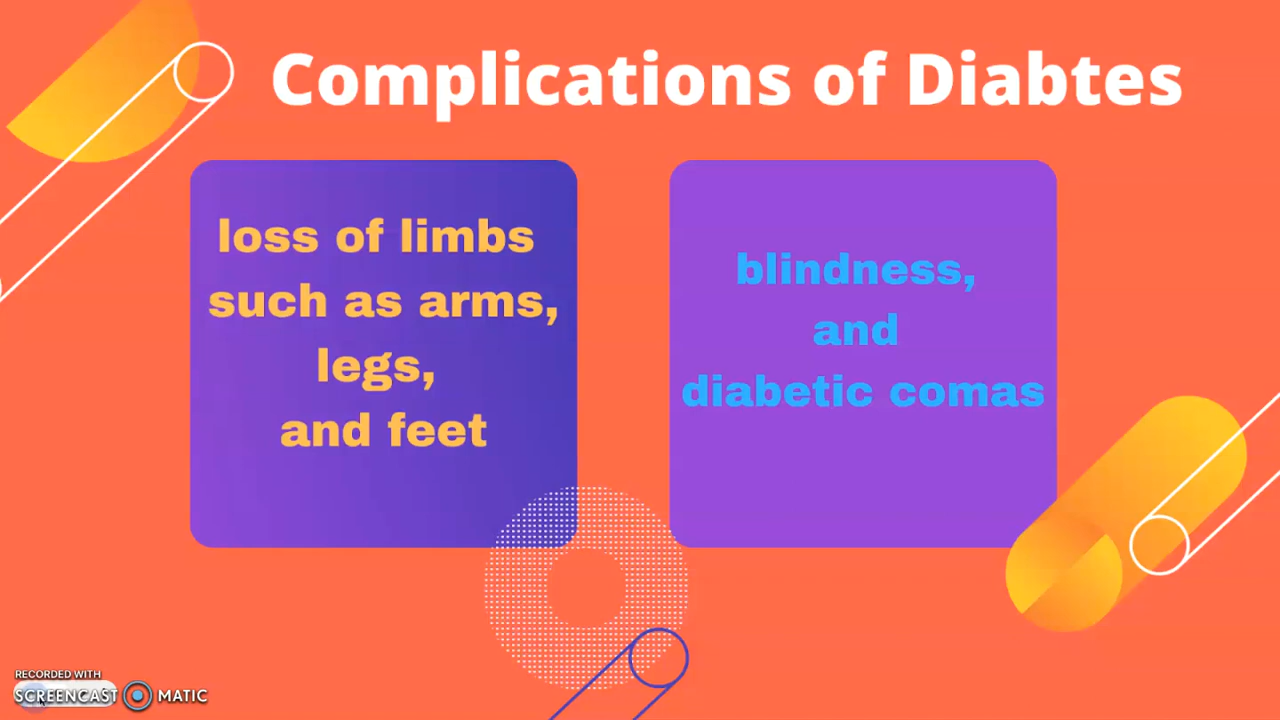 Complications of Diabtes
loss of limbs
such as arms,
legs,
and feet
blindness,
and
diabetic comas
RECORDED WITH
SCREENCAST MATIC